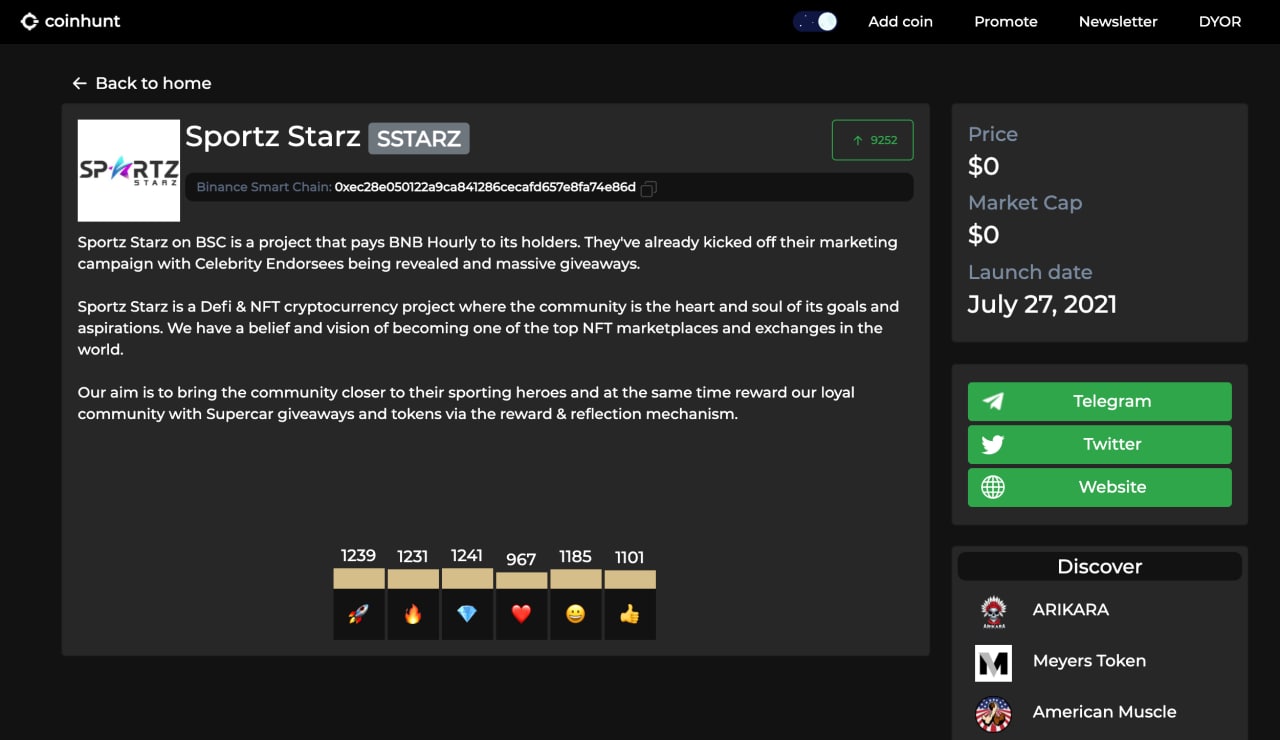 coinhunt
Add coin
Promote
Newsletter
DYOR
← Back to home
SPARTZ
STARZ
Sportz Starz SSTARZ
↑ 9252
Binance Smart Chain: 0xec28e050122a9ca841286cecafd657e8fa74e86d
Sportz Starz on BSC is a project that pays BNB Hourly to its holders. They've already kicked off their marketing
campaign with Celebrity Endorsees being revealed and massive giveaways.
Sportz Starz is a Defi & NFT cryptocurrency project where the community is the heart and soul of its goals and
aspirations. We have a belief and vision of becoming one of the top NFT marketplaces and exchanges in the
world.
Our aim is to bring the community closer to their sporting heroes and at the same time reward our loyal
community with Supercar giveaways and tokens via the reward & reflection mechanism.
1239
1231
1241
967
1185
1101
Price
$0
Market Cap
$0
Launch date
July 27, 2021
Telegram
Twitter
Website
Discover
ARIKARA
ARIKARA
M
Meyers Token
American Muscle